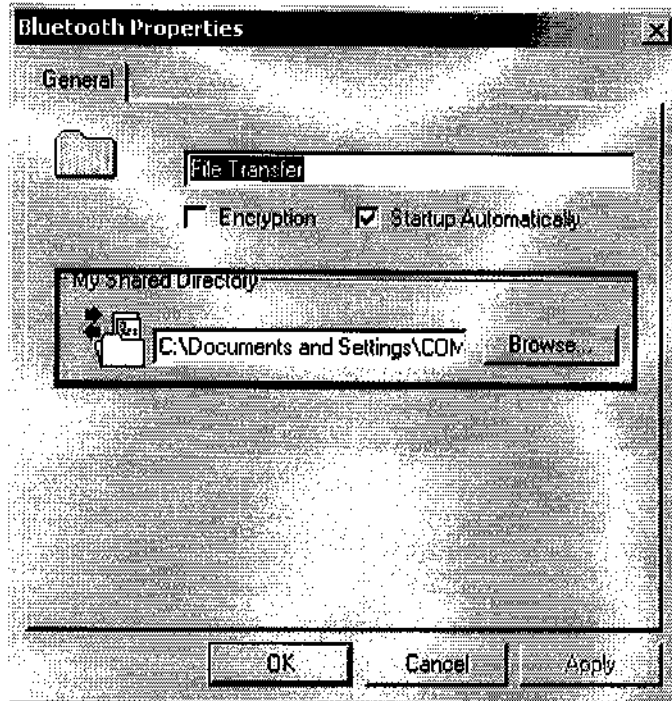 Bluetooth Properties
General
File Transfer
Encryption Startup Automatically
My Shared Directory
C:\Documents and Settings\COM
Browse...
OK Cancel Apply